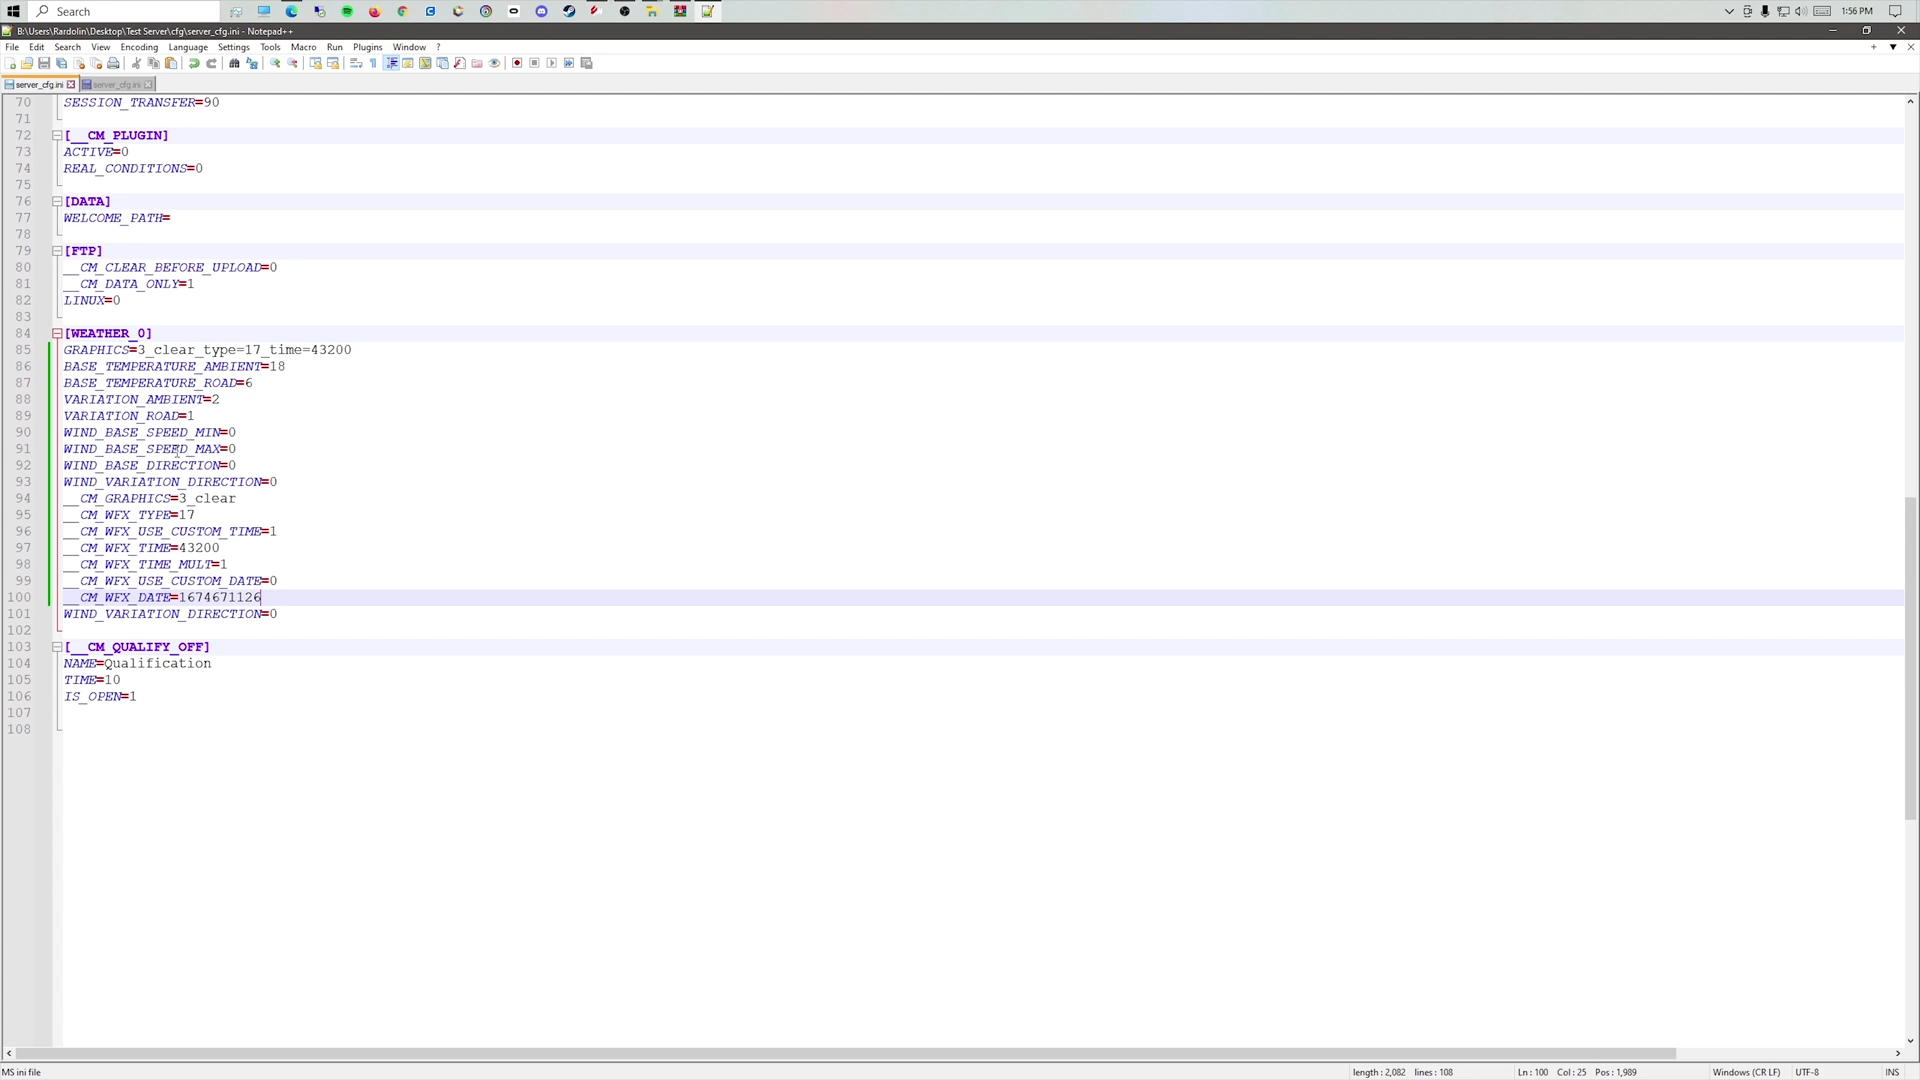 Search
1:56 PM
B:\Users\Rardolin\Desktop\Test Server\cfg\server_cfg.ini - Notepad++
File Edit Search View Encoding Language Settings Tools Macro Run Plugins Window ?
server_cfg.ini server_cfg.ini
70 SESSION_TRANSFER=90
71
72 [__CM_PLUGIN]
73 ACTIVE=0
74 REAL_CONDITIONS=0
75
76 [DATA]
77 WELCOME_PATH=
78
79 [FTP]
80 __CM_CLEAR_BEFORE_UPLOAD=0
81 __CM_DATA_ONLY=1
82 LINUX=0
83
84 [WEATHER_0]
85 GRAPHICS=3_clear_type=17_time=43200
86 BASE_TEMPERATURE_AMBIENT=18
87 BASE_TEMPERATURE_ROAD=6
88 VARIATION_AMBIENT=2
89 VARIATION_ROAD=1
90 WIND_BASE_SPEED_MIN=0
91 WIND_BASE_SPEED_MAX=0
92 WIND_BASE_DIRECTION=0
93 WIND_VARIATION_DIRECTION=0
94 __CM_GRAPHICS=3_clear
95 __CM_WFX_TYPE=17
96 __CM_WFX_USE_CUSTOM_TIME=1
97 __CM_WFX_TIME=43200
98 __CM_WFX_TIME_MULT=1
99 __CM_WFX_USE_CUSTOM_DATE=0
100 __CM_WFX_DATE=1674671126
101 WIND_VARIATION_DIRECTION=0
102
103 [__CM_QUALIFY_OFF]
104 NAME=Qualification
105 TIME=10
106 IS_OPEN=1
107
108
MS ini file length : 2,082 lines : 108 Ln : 100 Col : 25 Pos : 1,989 Windows (CR LF) UTF-8 INS